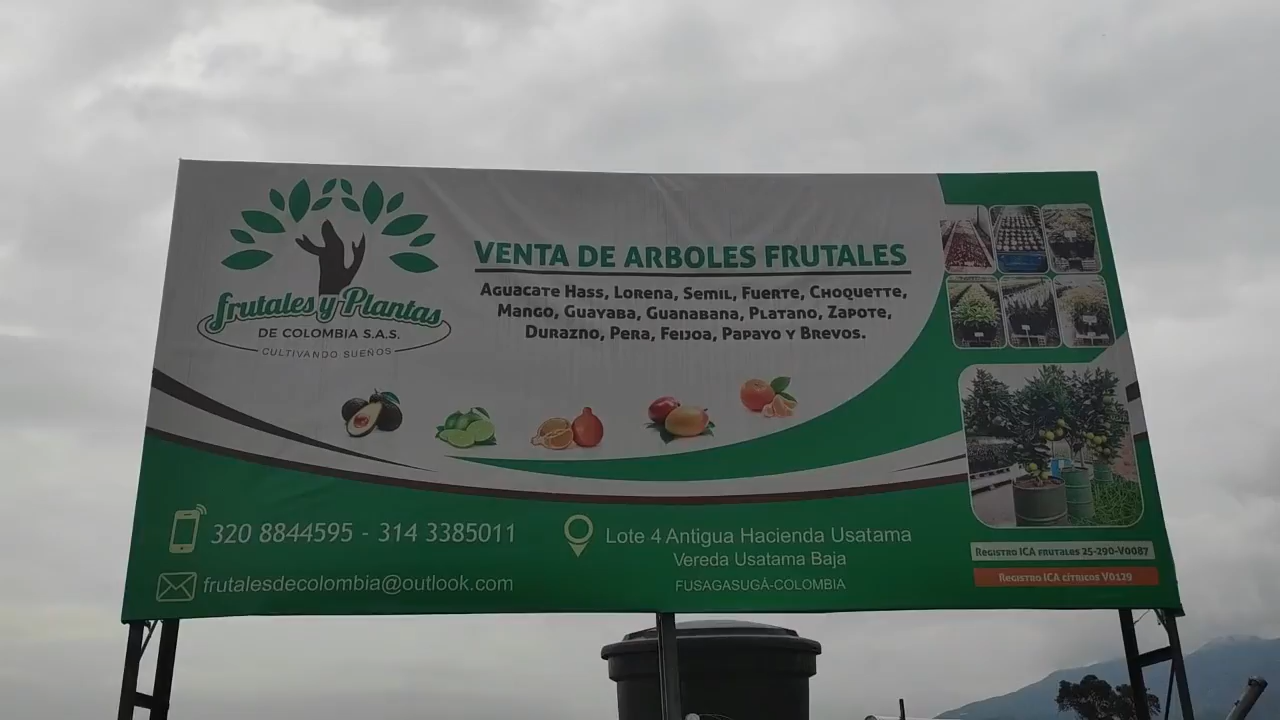 frutales y Plantas
DE COLOMBIA S.A.S.
CULTIVANDO SUEÑOS
VENTA DE ARBOLES FRUTALES
Aguacate Hass, Lorena, Semil, Fuerte, Choquette,
Mango, Guayaba, Guanabana, Platano, Zapote,
Durazno, Pera, Feijoa, Papayo y Brevos.
320 8844595 - 314 3385011
frutalesdecolombia@outlook.com
Lote 4 Antigua Hacienda Usatama
Vereda Usatama Baja
FUSAGASUGÁ-COLOMBIA
Registro ICA frutales 25-290-V0087
Registro ICA cítricos V0129